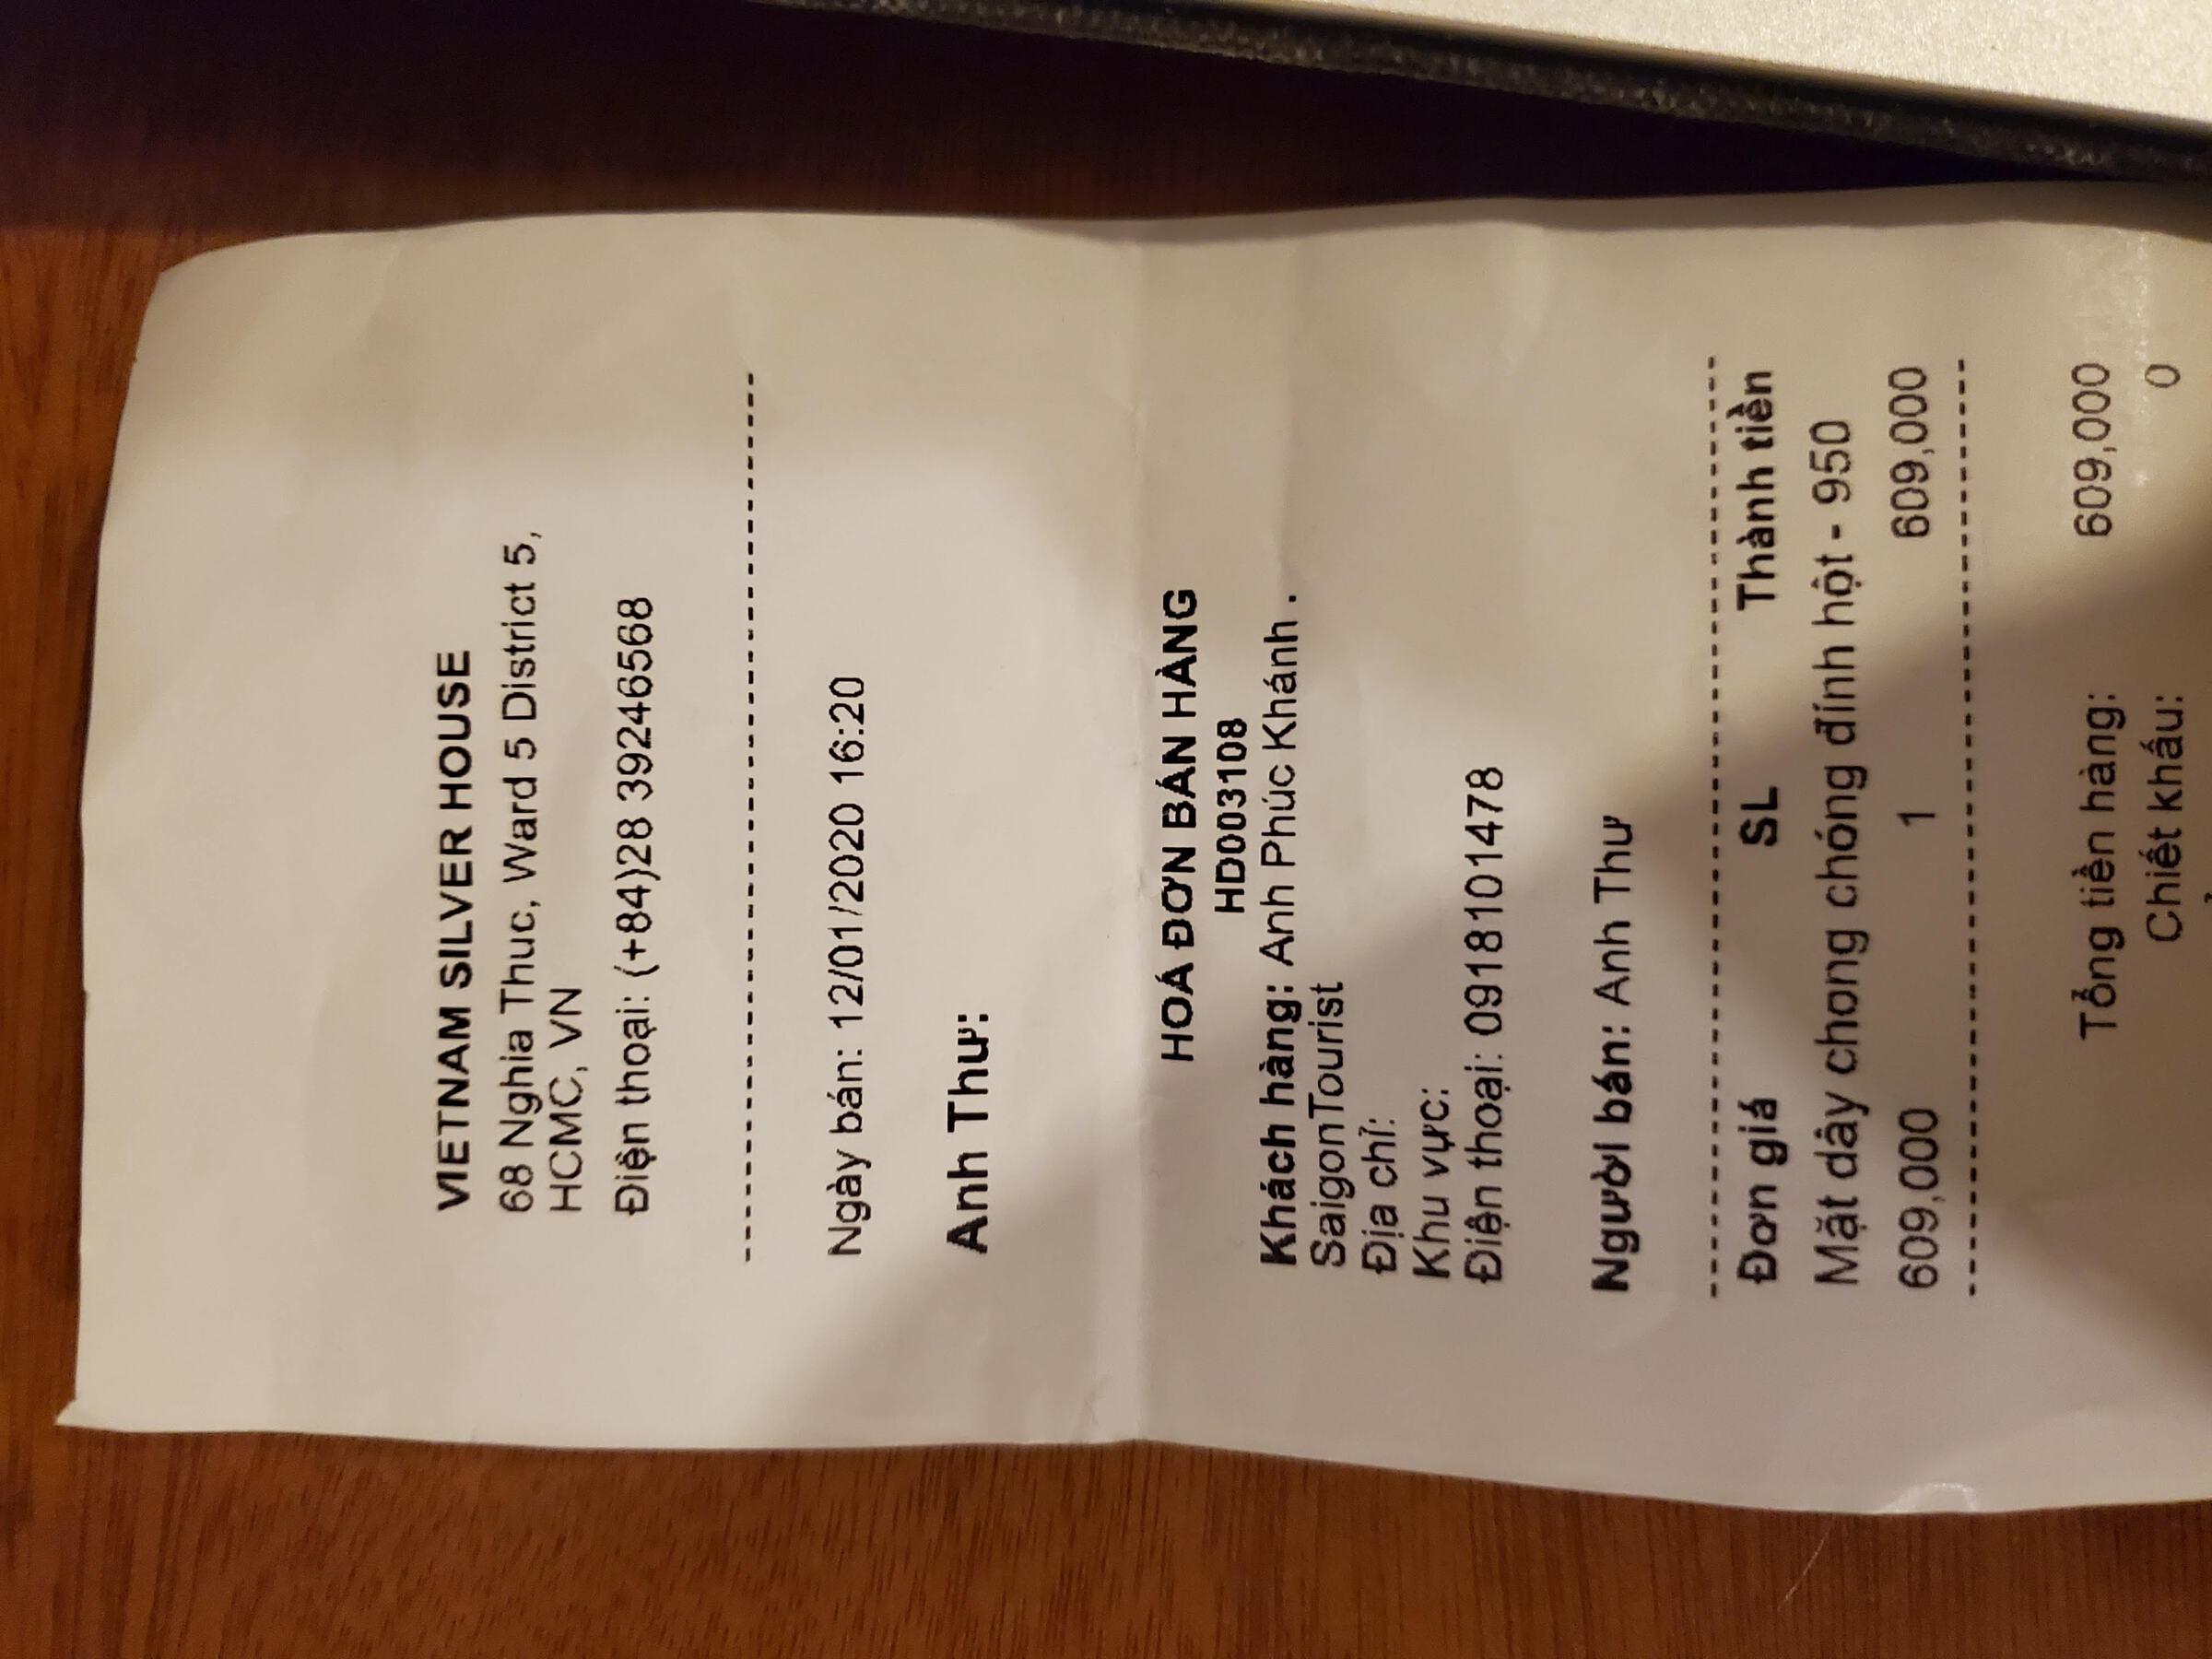 VIETNAM SILVER HOUSE
68 Nghia Thuc, Ward 5 District 5,
HCMC, VN
Điện thoại: (+84)28 39246568
Ngày bán: 12/01/2020 16:20
Anh Thư:
HOÁ ĐƠN BÁN HÀNG
HD003108
Khách hàng: Anh Phúc Khánh .
SaigonTourist
Địa chỉ:
Khu vực:
Điện thoại: 0918101478
Người bán: Anh Thư
Đơn giá SL Thành tiền
Mặt dây chong chóng đính hột - 950
609,000 1 609,000
Tổng tiền hàng: 609,000
Chiết khấu: 0